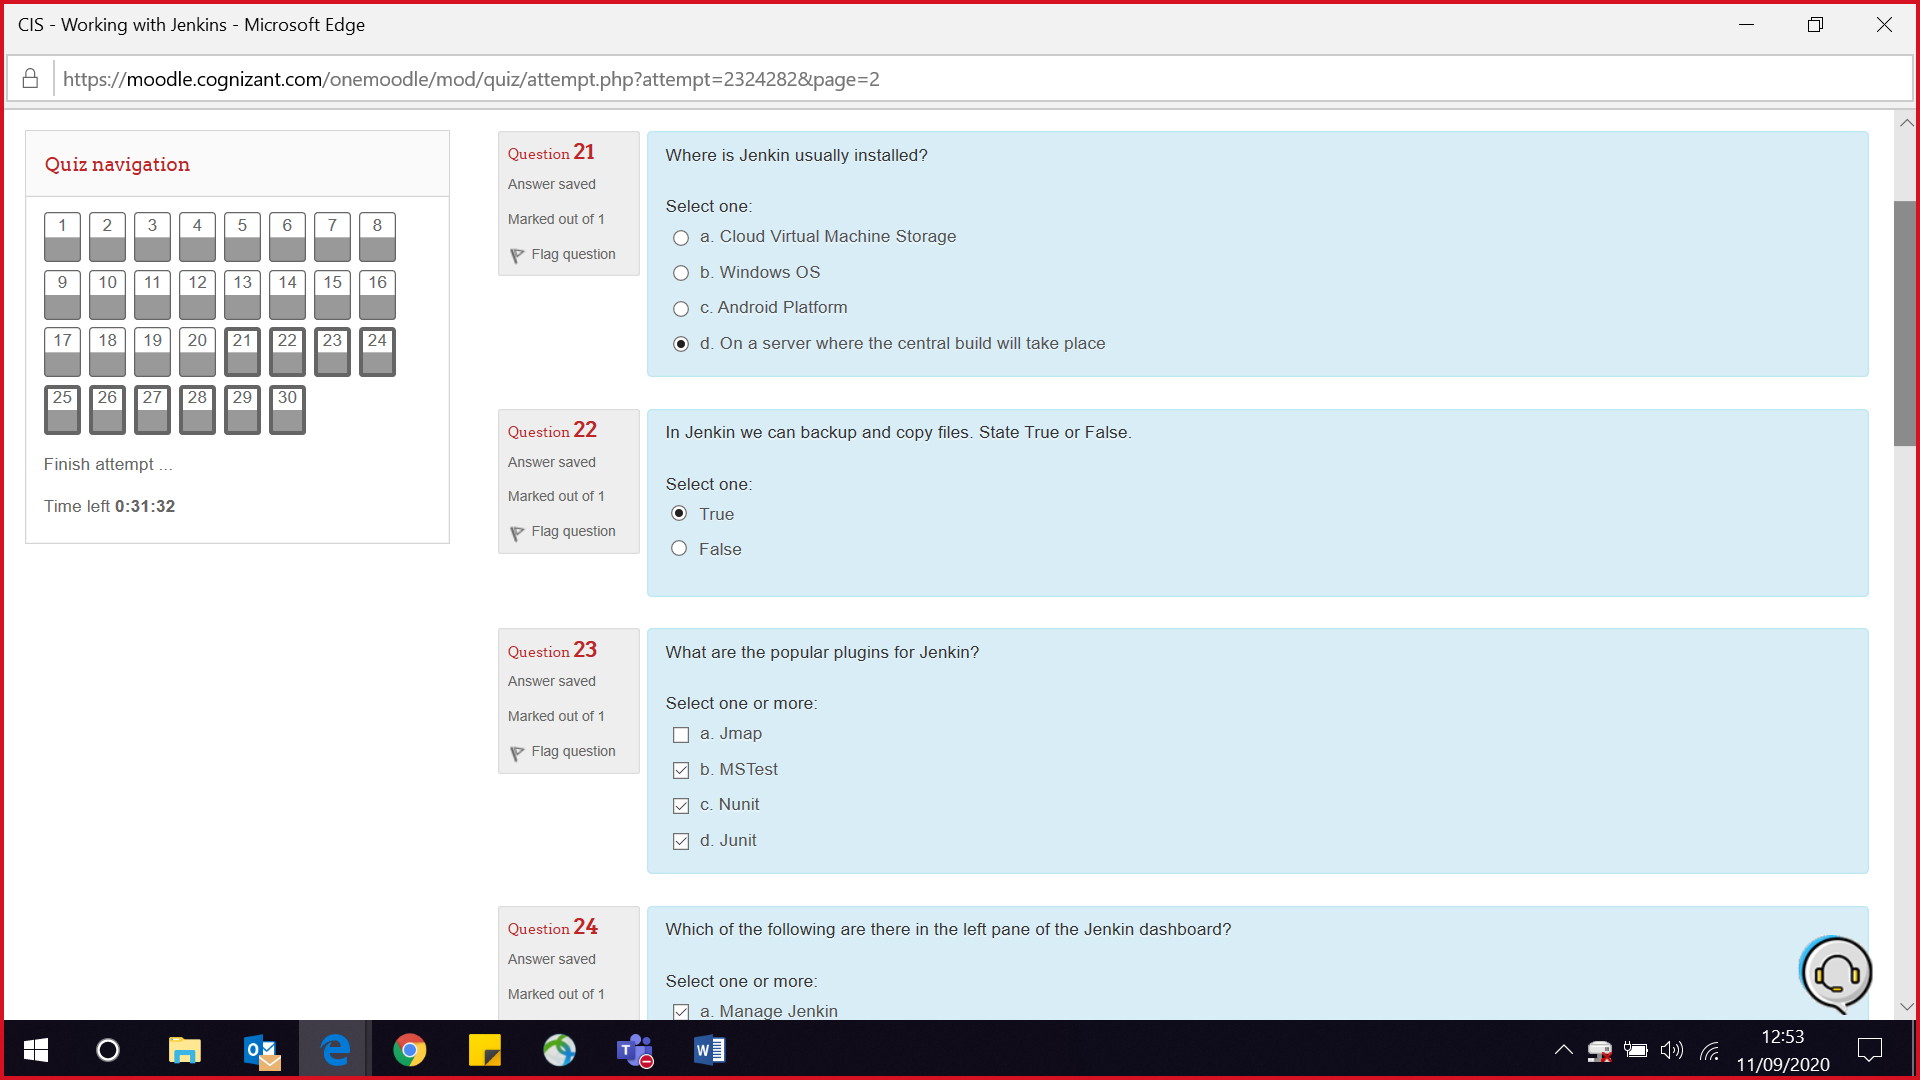 CIS - Working with Jenkins - Microsoft Edge
https://moodle.cognizant.com/onemoodle/mod/quiz/attempt.php?attempt=2324282&page=2
Quiz navigation
1 2 3 4 5 6 7 8
9 10 11 12 13 14 15 16
17 18 19 20 21 22 23 24
25 26 27 28 29 30
Finish attempt ...
Time left 0:31:32
Question 21
Answer saved
Marked out of 1
Flag question
Where is Jenkin usually installed?
Select one:
a. Cloud Virtual Machine Storage
b. Windows OS
c. Android Platform
d. On a server where the central build will take place
Question 22
Answer saved
Marked out of 1
Flag question
In Jenkin we can backup and copy files. State True or False.
Select one:
True
False
Question 23
Answer saved
Marked out of 1
Flag question
What are the popular plugins for Jenkin?
Select one or more:
a. Jmap
b. MSTest
c. Nunit
d. Junit
Question 24
Answer saved
Marked out of 1
Which of the following are there in the left pane of the Jenkin dashboard?
Select one or more:
a. Manage Jenkin
12:53
11/09/2020